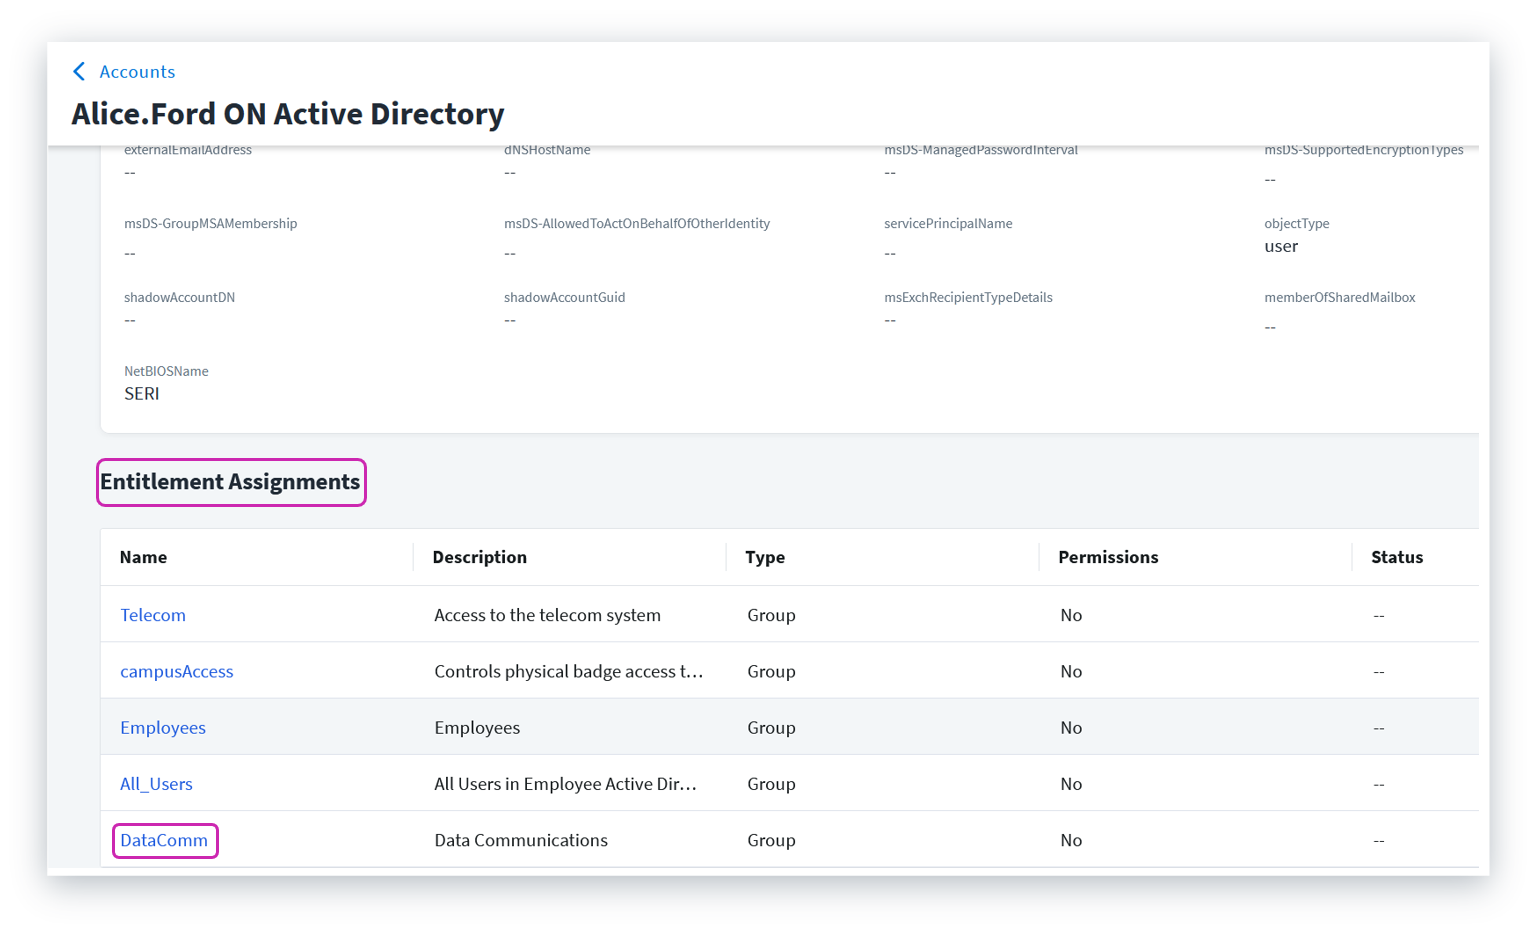 Accounts
Alice.Ford ON Active Directory
externalEmailAddress dNSHostName msDS-ManagedPasswordInterval msDS-SupportedEncryptionTypes
-- -- -- --
msDS-GroupMSAMembership msDS-AllowedToActOnBehalfOfOtherIdentity servicePrincipalName objectType
-- -- -- user
shadowAccountDN shadowAccountGuid msExchRecipientTypeDetails memberOfSharedMailbox
-- -- -- --
NetBIOSName
SERI
Entitlement Assignments
Name Description Type Permissions Status
Telecom Access to the telecom system Group No --
campusAccess Controls physical badge access t... Group No --
Employees Employees Group No --
All_Users All Users in Employee Active Dir... Group No --
DataComm Data Communications Group No --